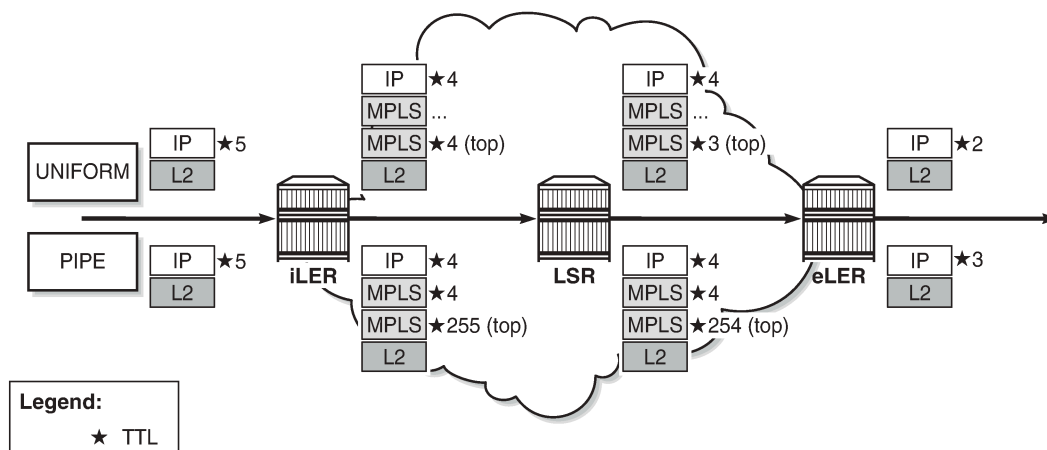 IP ★4
MPLS ...
MPLS ★4 (top)
L2
IP ★4
MPLS ...
MPLS ★3 (top)
L2
UNIFORM
IP ★5
L2
IP ★2
L2
PIPE
IP ★5
L2
iLER
LSR
eLER
IP ★4
MPLS ★4
MPLS ★255 (top)
L2
IP ★4
MPLS ★4
MPLS ★254 (top)
L2
IP ★3
L2
Legend:
★ TTL